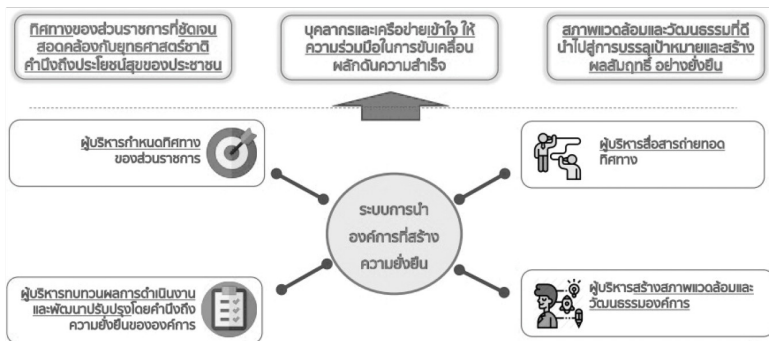 ทิศทางของส่วนราชการที่ชัดเจน
สอดคล้องกับยุทธศาสตร์ชาติ
คำนึงถึงประโยชน์สุขของประชาชน
บุคลากรและเครือข่ายเข้าใจ ให้
ความร่วมมือในการขับเคลื่อน
ผลักดันความสำเร็จ
สภาพแวดล้อมและวัฒนธรรมที่ดี
นำไปสู่การบรรลุเป้าหมายและสร้าง
ผลสัมฤทธิ์ อย่างยั่งยืน
ผู้บริหารกำหนดทิศทาง
ของส่วนราชการ
ผู้บริหารสื่อสารถ่ายทอด
ทิศทาง
ระบบการนำ
องค์การที่สร้าง
ความยั่งยืน
ผู้บริหารทบทวนผลการดำเนินงาน
และพัฒนาปรับปรุงโดยคำนึงถึง
ความยั่งยืนขององค์การ
ผู้บริหารสร้างสภาพแวดล้อมและ
วัฒนธรรมองค์การ